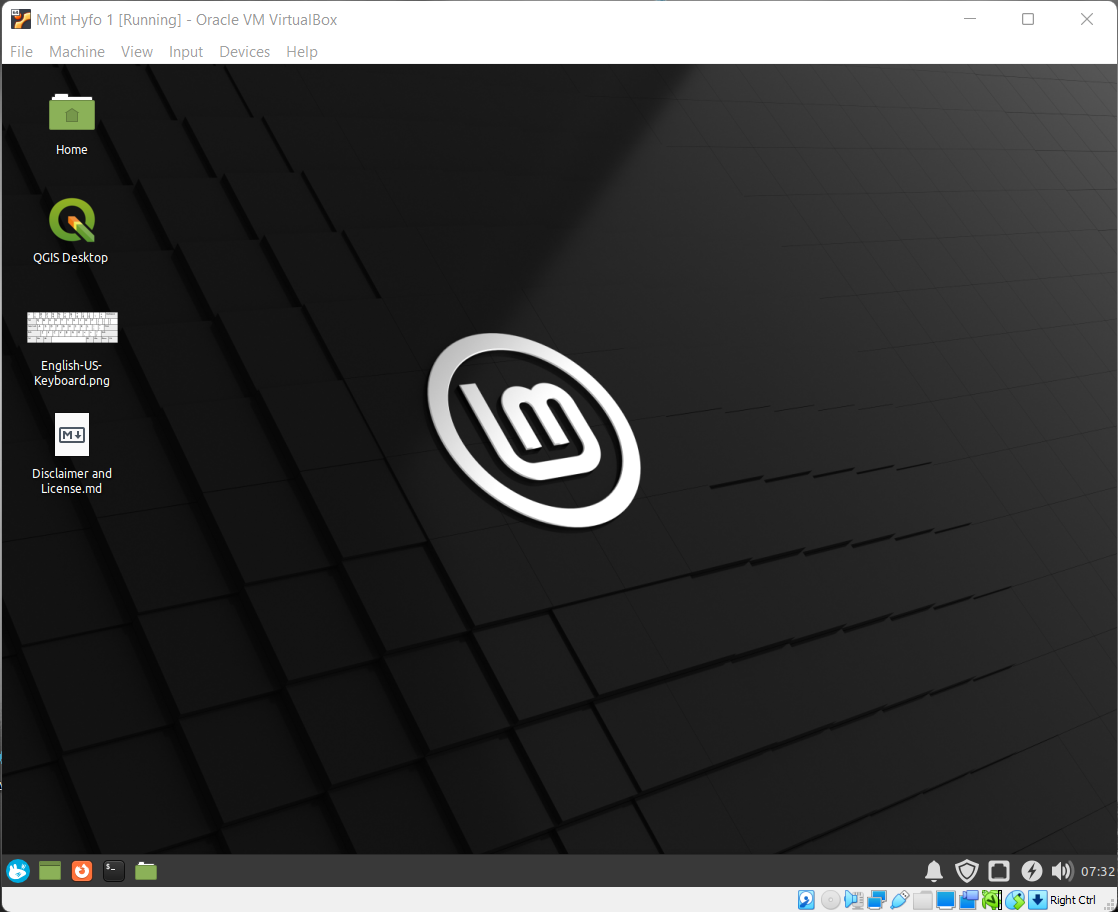 Mint Hyfo 1 [Running] - Oracle VM VirtualBox
File Machine View Input Devices Help
Home
QGIS Desktop
English-US-
Keyboard.png
Disclaimer and
License.md
07:32
Right Ctrl